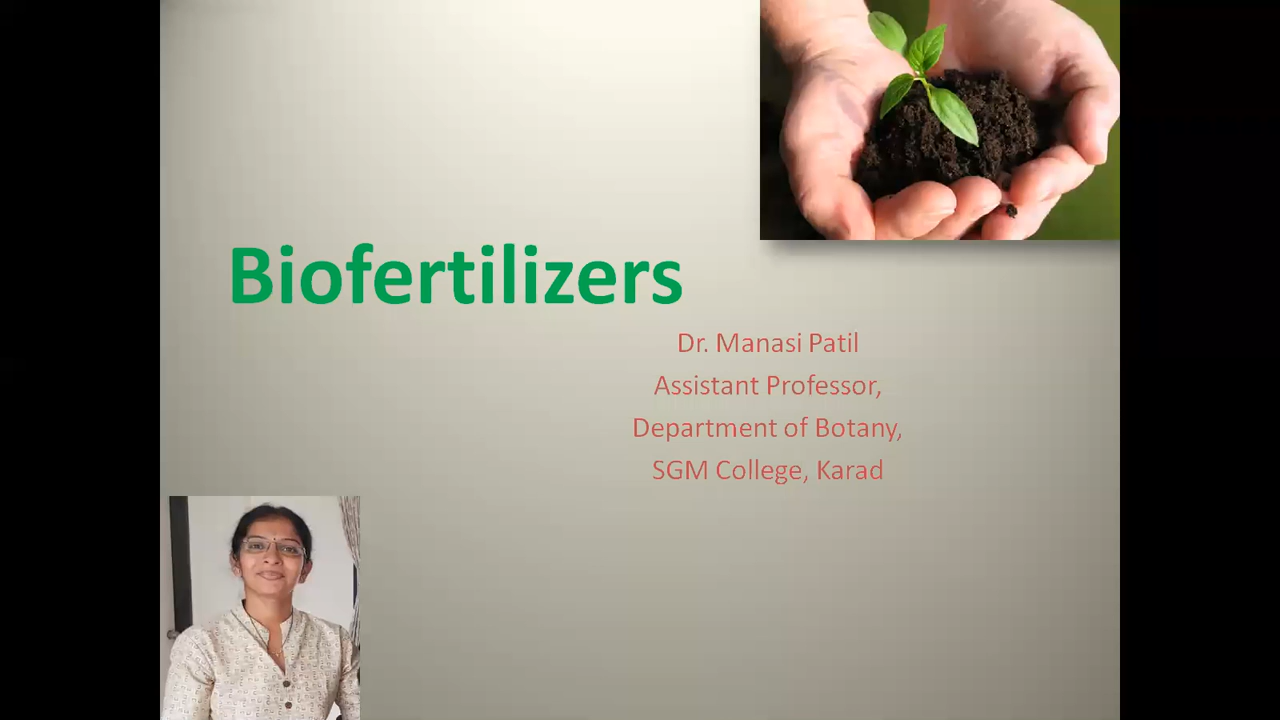 Biofertilizers
Dr. Manasi Patil
Assistant Professor,
Department of Botany,
SGM College, Karad